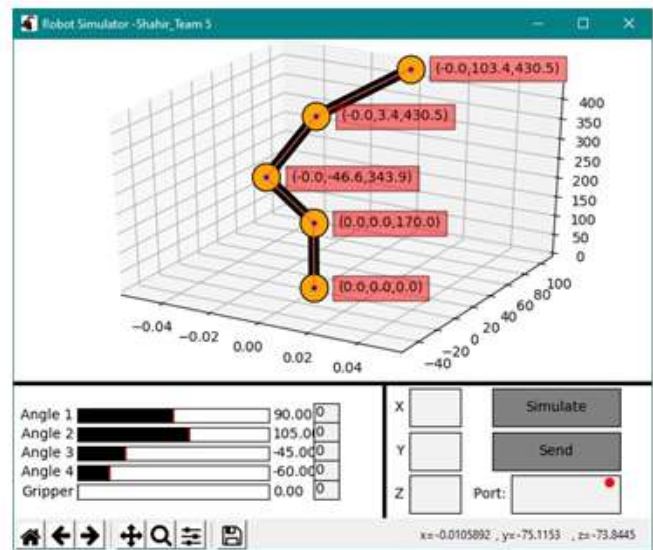 Robot Simulator -Shahir_Team 5
(-0.0,103.4,430.5)
(-0.0,3.4,430.5)
(-0.0,-46.6,343.9)
(0.0,0.0,170.0)
(0.0,0.0,0.0)
400
350
300
250
200
150
100
50
0
-0.04
-0.02
0.00
0.02
0.04
-40
-20
0
20
40
60
80
100
Angle 1 90.00 0
Angle 2 105.00 0
Angle 3 -45.00 0
Angle 4 -60.00 0
Gripper 0.00 0
X
Simulate
Y
Send
Z
Port:
x=-0.0105892 , y=-75.1153 , z=-73.8445